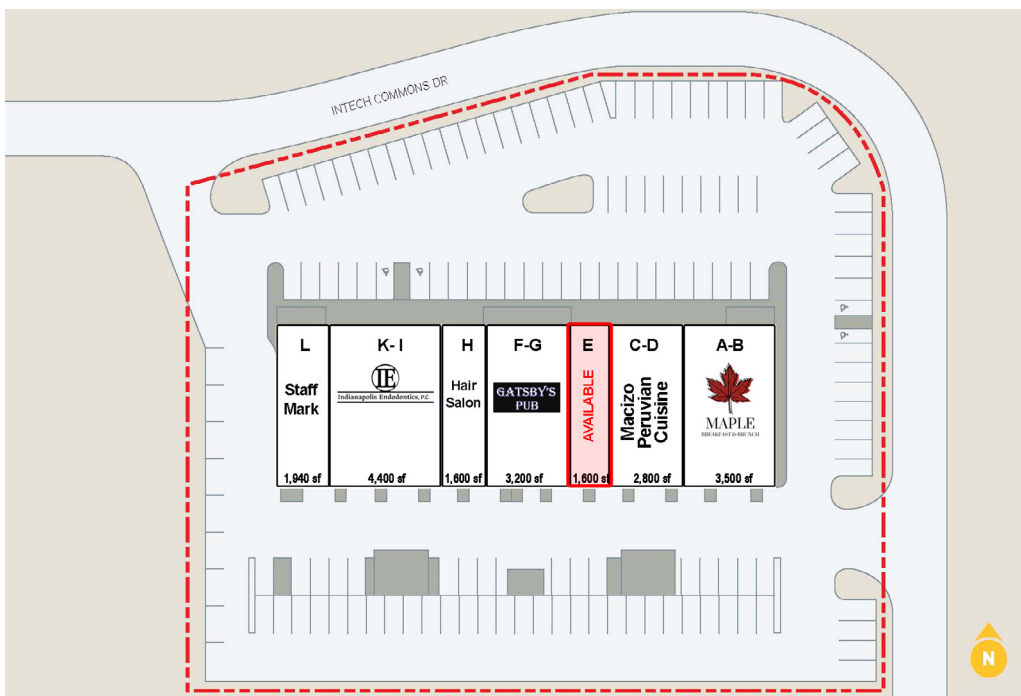 INTECH COMMONS DR
L
Staff
Mark
1,940 sf
K- I
IE
Indianapolis Endodontics, P.C.
4,400 sf
H
Hair
Salon
1,600 sf
F-G
GATSBY'S
PUB
3,200 sf
E
AVAILABLE
1,600 sf
C-D
Macizo
Peruvian
Cuisine
2,800 sf
A-B
MAPLE
BREAKFAST & BRUNCH
3,500 sf
N